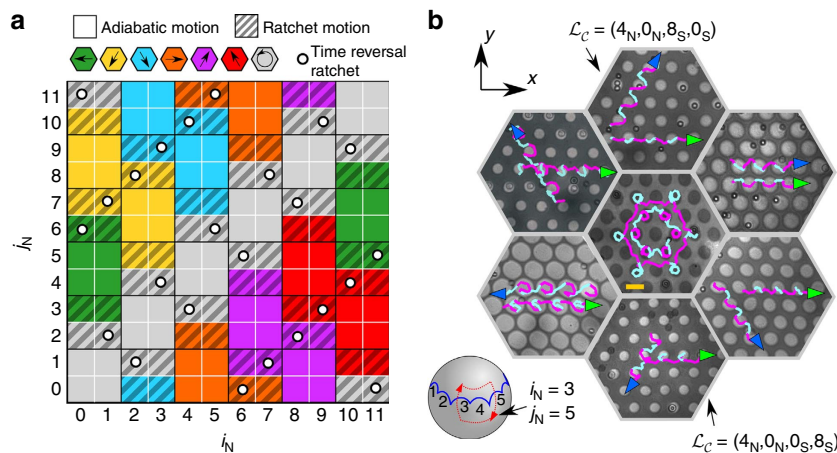 a
Adiabatic motion
Ratchet motion
Time reversal
ratchet
11
10
9
8
7
6
5
4
3
2
1
0
j_N
0 1 2 3 4 5 6 7 8 9 10 11
i_N
b
y
x
ℒ_𝒞 = (4_N,0_N,8_S,0_S)
1 2 3 4 5
i_N = 3
j_N = 5
ℒ_𝒞 = (4_N,0_N,0_S,8_S)